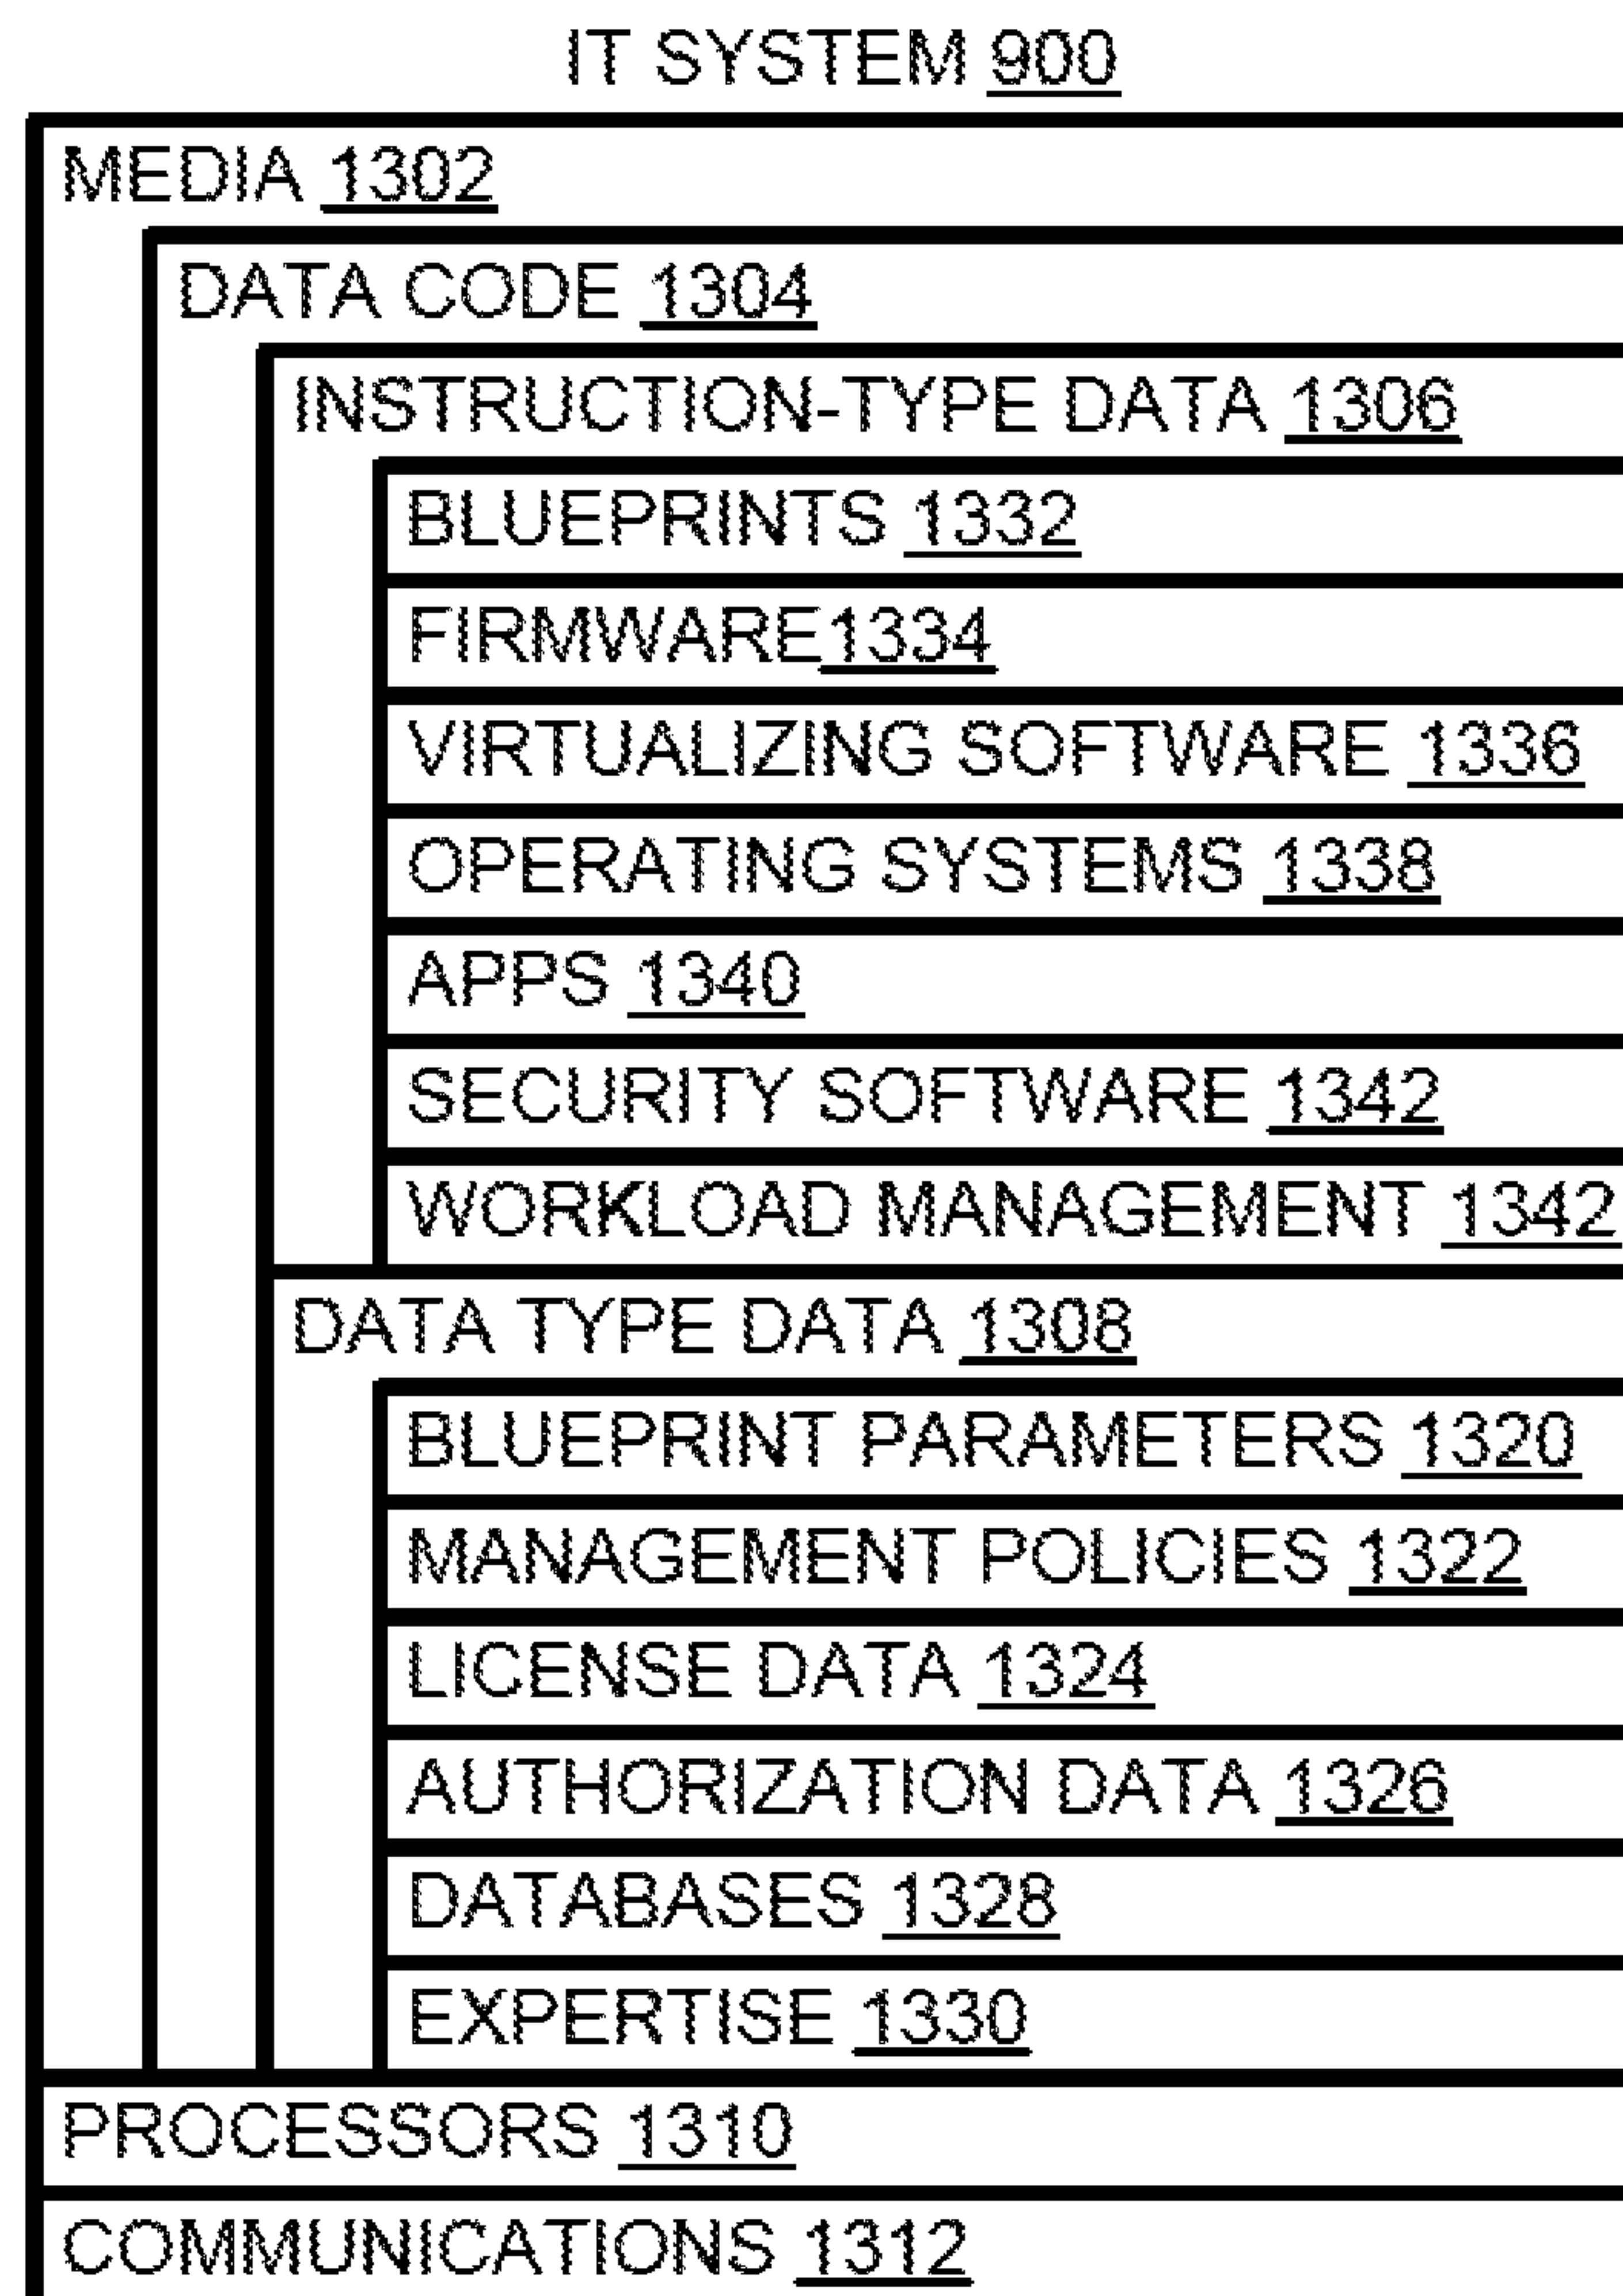 IT SYSTEM 900
MEDIA 1302
DATA CODE 1304
INSTRUCTION-TYPE DATA 1306
BLUEPRINTS 1332
FIRMWARE1334
VIRTUALIZING SOFTWARE 1336
OPERATING SYSTEMS 1338
APPS 1340
SECURITY SOFTWARE 1342
WORKLOAD MANAGEMENT 1342
DATA TYPE DATA 1308
BLUEPRINT PARAMETERS 1320
MANAGEMENT POLICIES 1322
LICENSE DATA 1324
AUTHORIZATION DATA 1326
DATABASES 1328
EXPERTISE 1330
PROCESSORS 1310
COMMUNICATIONS 1312